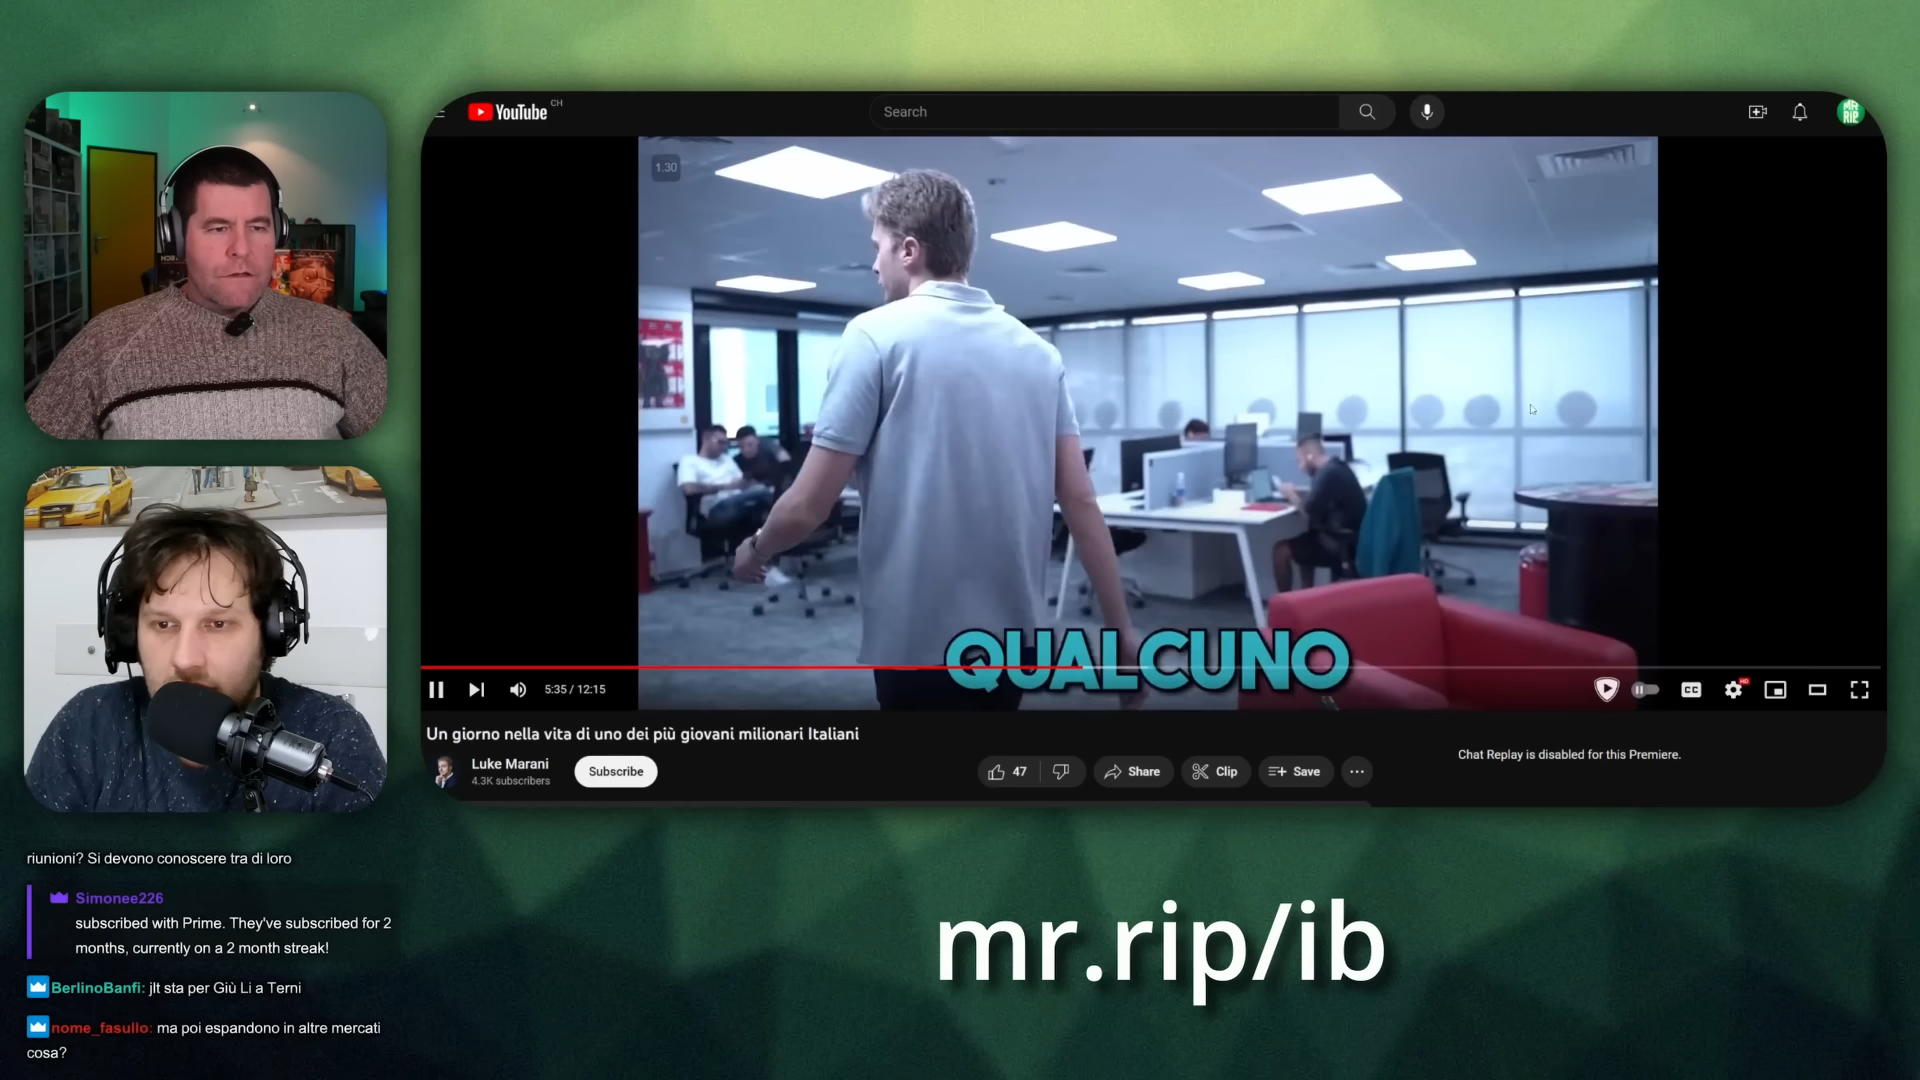 YouTube CH
Search
MR RIP
1.30
QUALCUNO
5:35 / 12:15
CC
HD
Un giorno nella vita di uno dei più giovani milionari Italiani
Luke Marani
4.3K subscribers
Subscribe
47
Share
Clip
Save
Chat Replay is disabled for this Premiere.
riunioni? Si devono conoscere tra di loro
Simonee226
subscribed with Prime. They've subscribed for 2
months, currently on a 2 month streak!
BerlinoBanfi: jlt sta per Giù Li a Terni
nome_fasullo: ma poi espandono in altre mercati
cosa?
mr.rip/ib